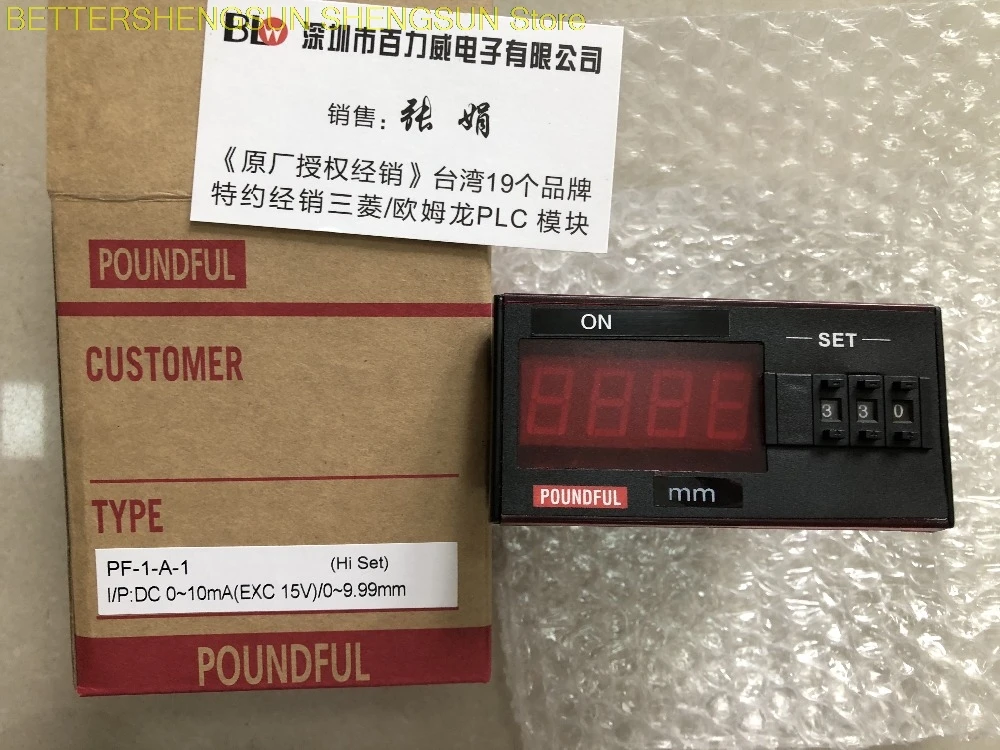 BETTERSHENGSUN SHENGSUN Store
BLW 深圳市百力威电子有限公司
销售：张 娟
《原厂授权经销》台湾19个品牌
特约经销三菱/欧姆龙PLC 模块
POUNDFUL
CUSTOMER
TYPE
PF-1-A-1 (Hi Set)
I/P:DC 0~10mA(EXC 15V)/0~9.99mm
POUNDFUL
ON
SET
3 3 0
POUNDFUL
mm